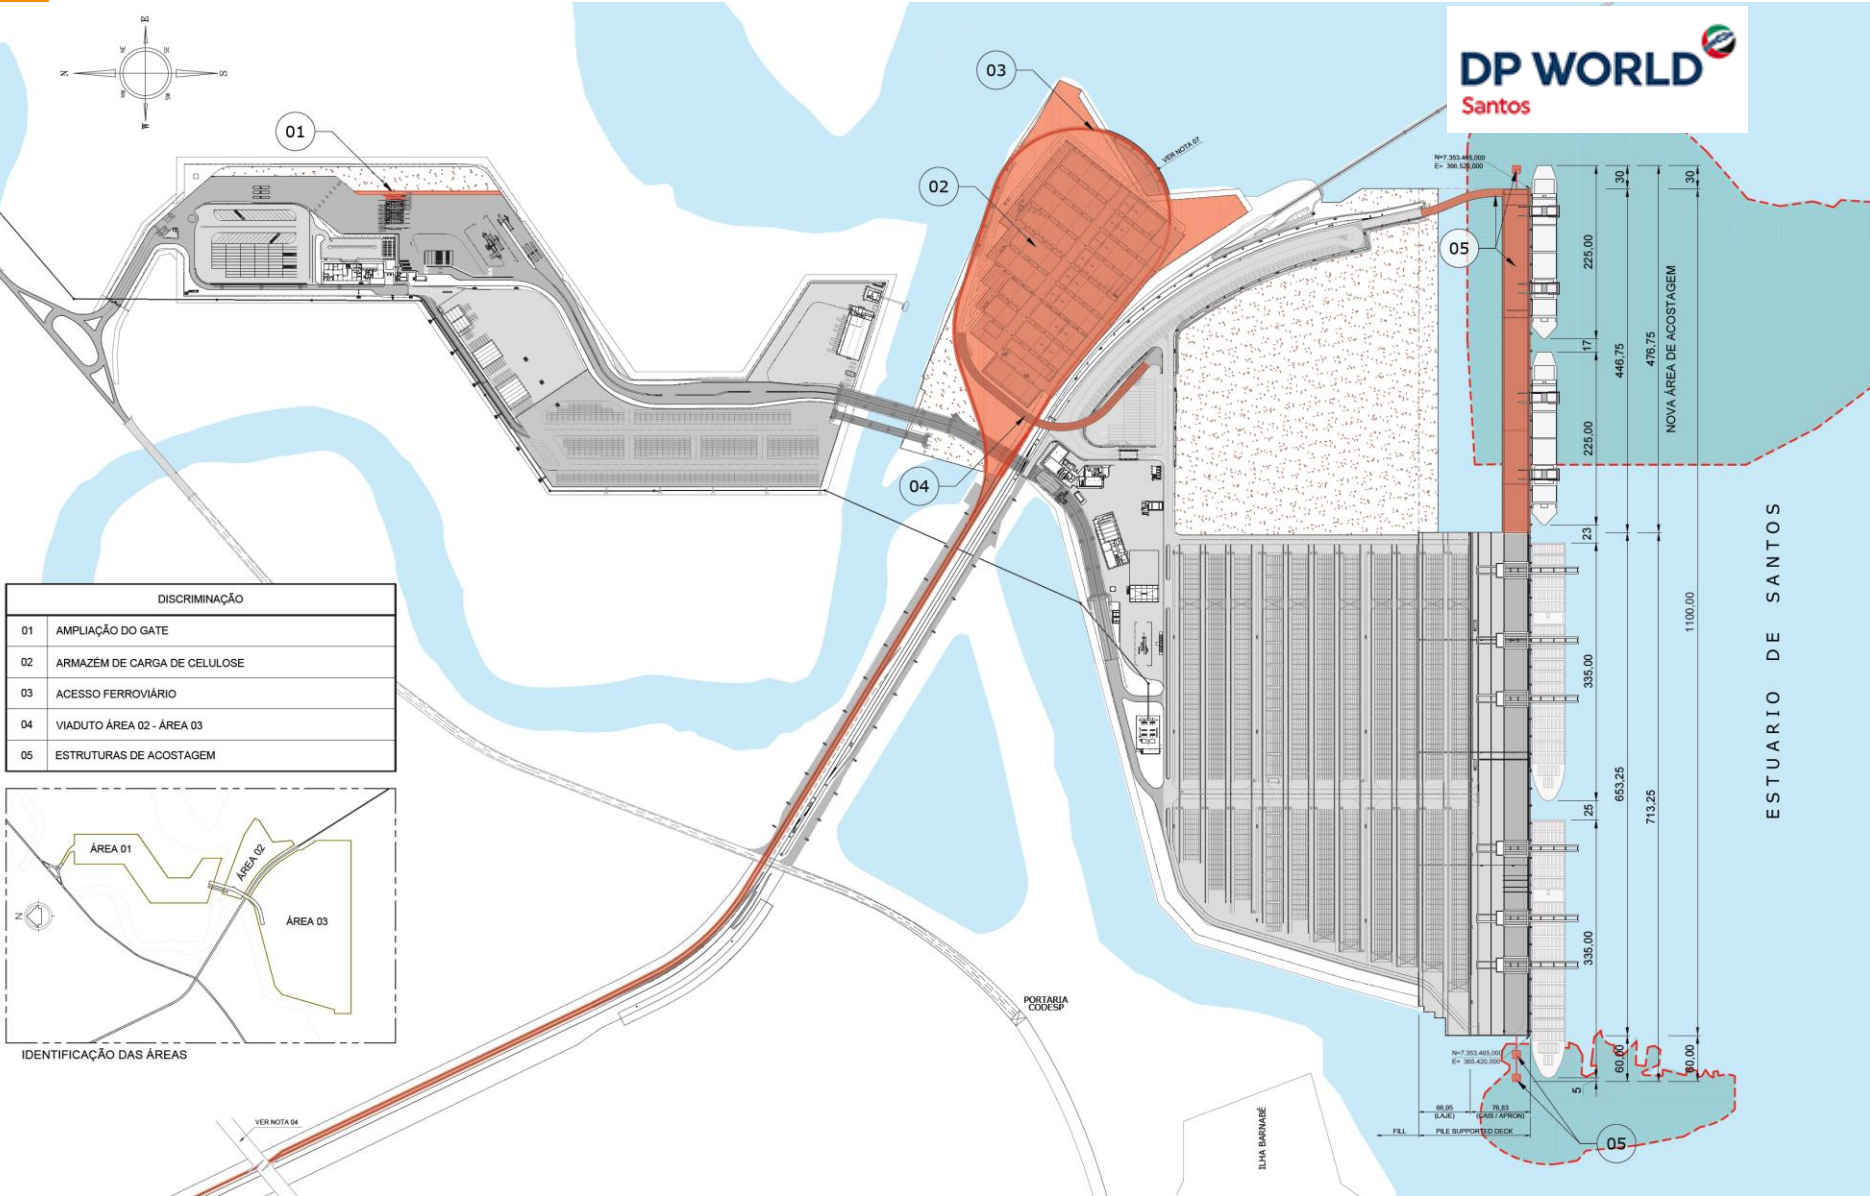 E
NE
SE
N
S
NW
SW
W
DP WORLD
Santos
01
02
03
04
05
VER NOTA 07
N=7.353.465,000
E= 366.520,000
30
30
225,00
17
446,75
476,75
NOVA ÁREA DE ACOSTAGEM
225,00
23
1100,00
335,00
653,25
713,25
25
335,00
ESTUARIO DE SANTOS
DISCRIMINAÇÃO
01 AMPLIAÇÃO DO GATE
02 ARMAZÉM DE CARGA DE CELULOSE
03 ACESSO FERROVIÁRIO
04 VIADUTO ÁREA 02 - ÁREA 03
05 ESTRUTURAS DE ACOSTAGEM
ÁREA 01
ÁREA 02
ÁREA 03
N
IDENTIFICAÇÃO DAS ÁREAS
PORTARIA
CODESP
VER NOTA 04
ILHA BARNABÉ
N=7.353.465,000
E= 365.420,000
60,00
60,00
5
66,05
(LAJE)
76,83
(CAIS / APRON)
FILL
PILE SUPPORTED DECK
05